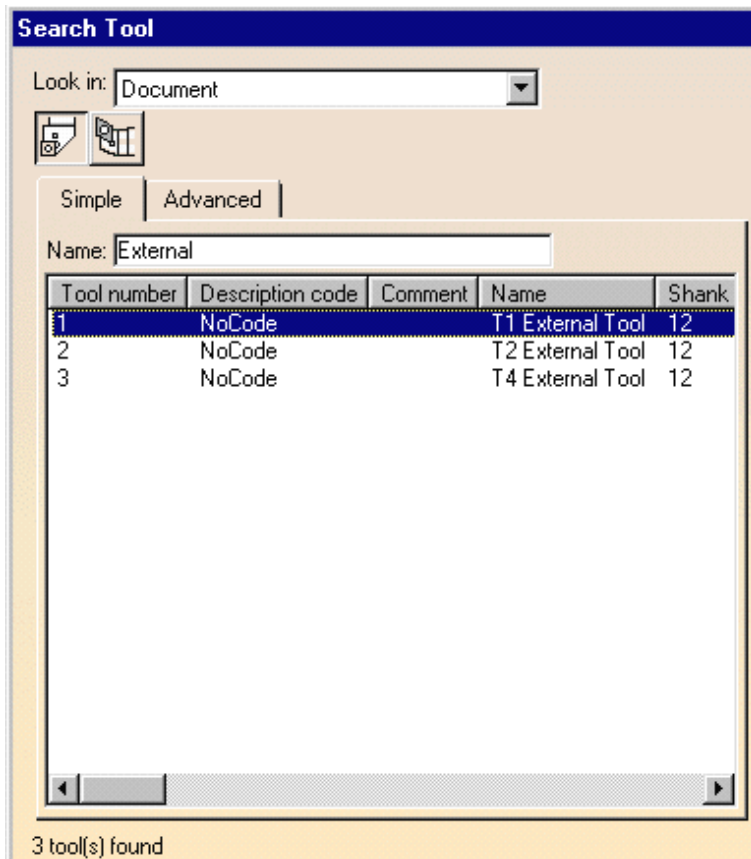 Search Tool
Look in: Document
Simple Advanced
Name: External
Tool number Description code Comment Name Shank
1 NoCode T1 External Tool 12
2 NoCode T2 External Tool 12
3 NoCode T4 External Tool 12
3 tool(s) found